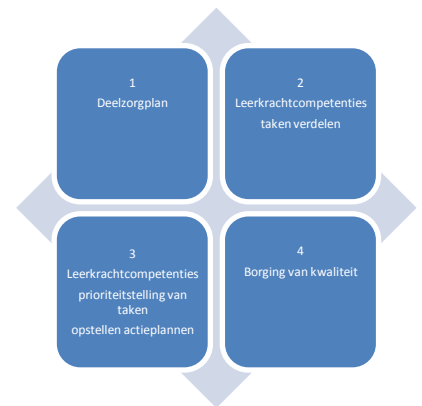 1
Deelzorgplan
2
Leerkrachtcompetenties
taken verdelen
3
Leerkrachtcompetenties
prioriteitstelling van
taken
opstellen actieplannen
4
Borging van kwaliteit